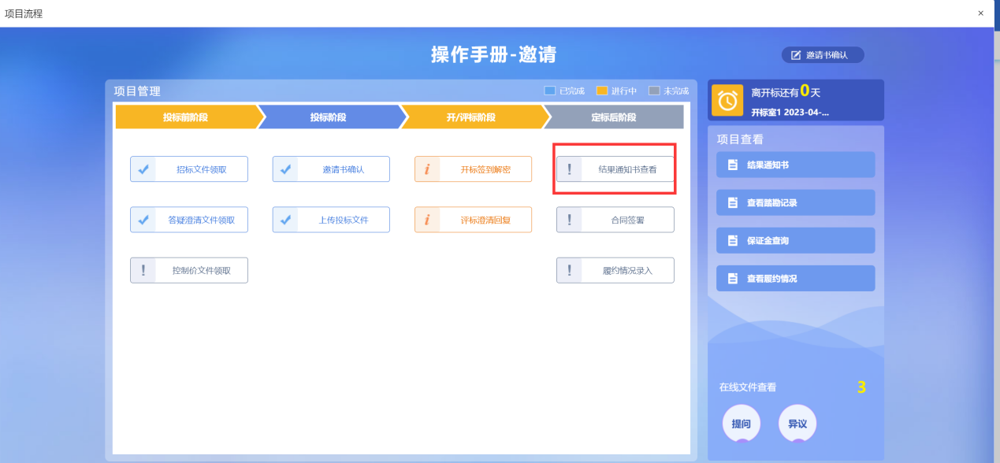 项目流程
×
操作手册-邀请
邀请书确认
项目管理
已完成
进行中
未完成
投标前阶段
投标阶段
开/评标阶段
定标后阶段
招标文件领取
邀请书确认
开标签到解密
结果通知书查看
答疑澄清文件领取
上传投标文件
评标澄清回复
合同签署
控制价文件领取
履约情况录入
离开标还有0天
开标室1 2023-04-...
项目查看
结果通知书
查看踏勘记录
保证金查询
查看履约情况
在线文件查看
3
提问
异议